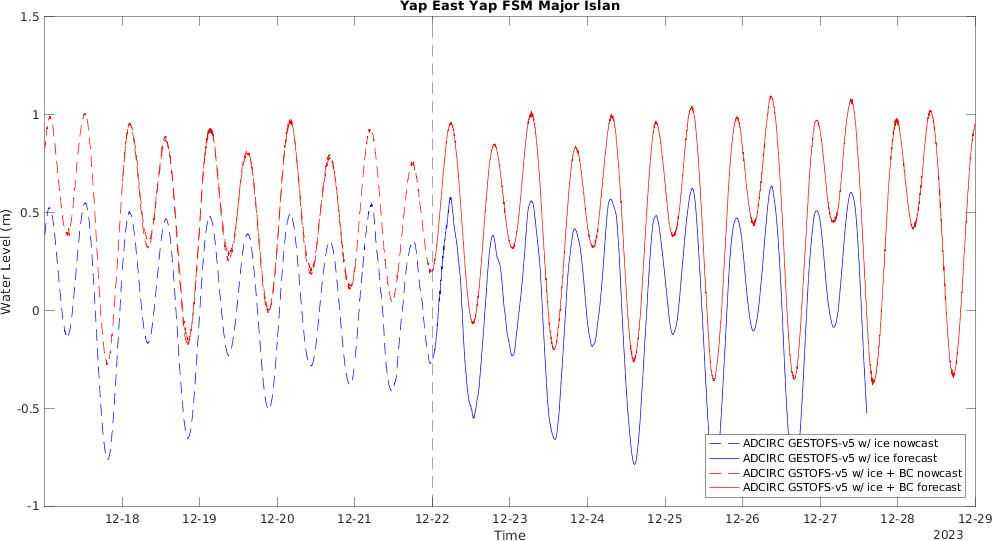 Yap East Yap FSM Major Islan
1.5
1
0.5
0
-0.5
-1
Water Level (m)
12-18
12-19
12-20
12-21
12-22
12-23
12-24
12-25
12-26
12-27
12-28
12-29
Time
2023
ADCIRC GESTOFS-v5 w/ ice nowcast
ADCIRC GESTOFS-v5 w/ ice forecast
ADCIRC GSTOFS-v5 w/ ice + BC nowcast
ADCIRC GSTOFS-v5 w/ ice + BC forecast